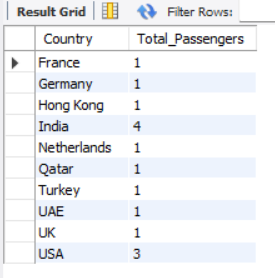 Result Grid Filter Rows:
Country Total_Passengers
France 1
Germany 1
Hong Kong 1
India 4
Netherlands 1
Qatar 1
Turkey 1
UAE 1
UK 1
USA 3